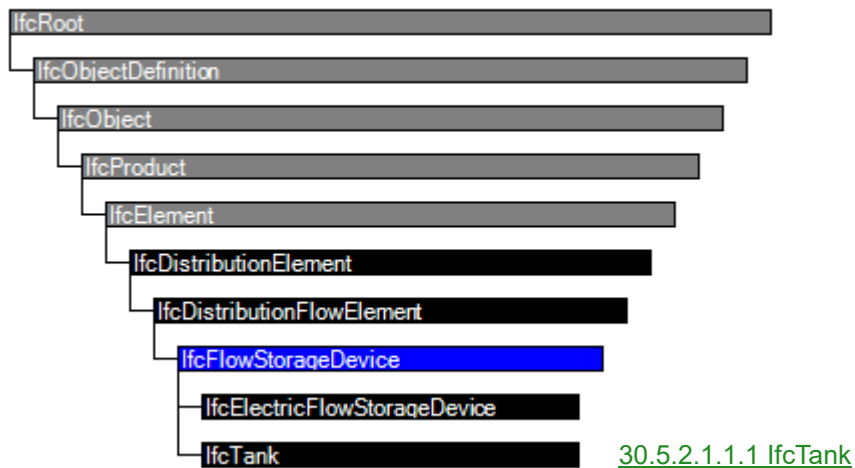 IfcRoot
IfcObjectDefinition
IfcObject
IfcProduct
IfcElement
IfcDistributionElement
IfcDistributionFlowElement
IfcFlowStorageDevice
IfcElectricFlowStorageDevice
IfcTank 30.5.2.1.1.1 IfcTank